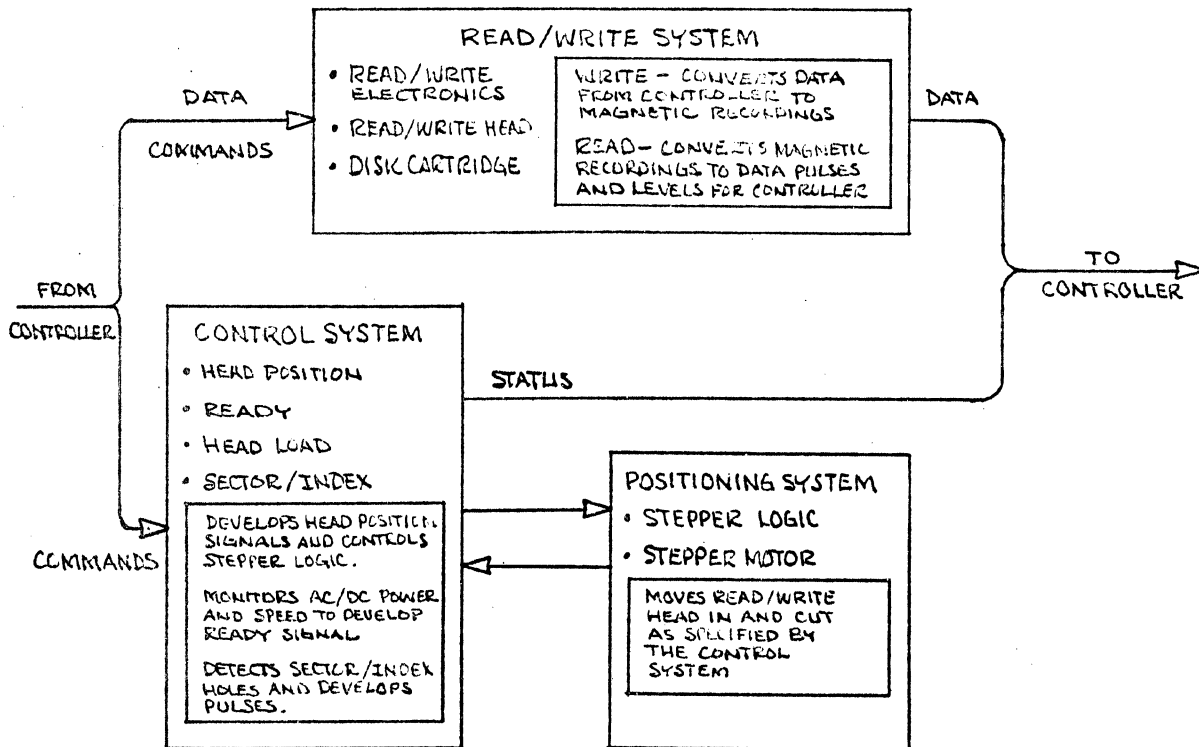 READ/WRITE SYSTEM
• READ/WRITE
ELECTRONICS
• READ/WRITE HEAD
• DISK CARTRIDGE
WRITE - CONVERTS DATA
FROM CONTROLLER TO
MAGNETIC RECORDINGS
READ - CONVERTS MAGNETIC
RECORDINGS TO DATA PULSES
AND LEVELS FOR CONTROLLER
DATA
COMMANDS
DATA
FROM
CONTROLLER
TO
CONTROLLER
CONTROL SYSTEM
• HEAD POSITION
• READY
• HEAD LOAD
• SECTOR/INDEX
DEVELOPS HEAD POSITION
SIGNALS AND CONTROLS
STEPPER LOGIC.
MONITORS AC/DC POWER
AND SPEED TO DEVELOP
READY SIGNAL
DETECTS SECTOR/INDEX
HOLES AND DEVELOPS
PULSES.
COMMANDS
STATUS
POSITIONING SYSTEM
• STEPPER LOGIC
• STEPPER MOTOR
MOVES READ/WRITE
HEAD IN AND OUT
AS SPECIFIED BY
THE CONTROL
SYSTEM